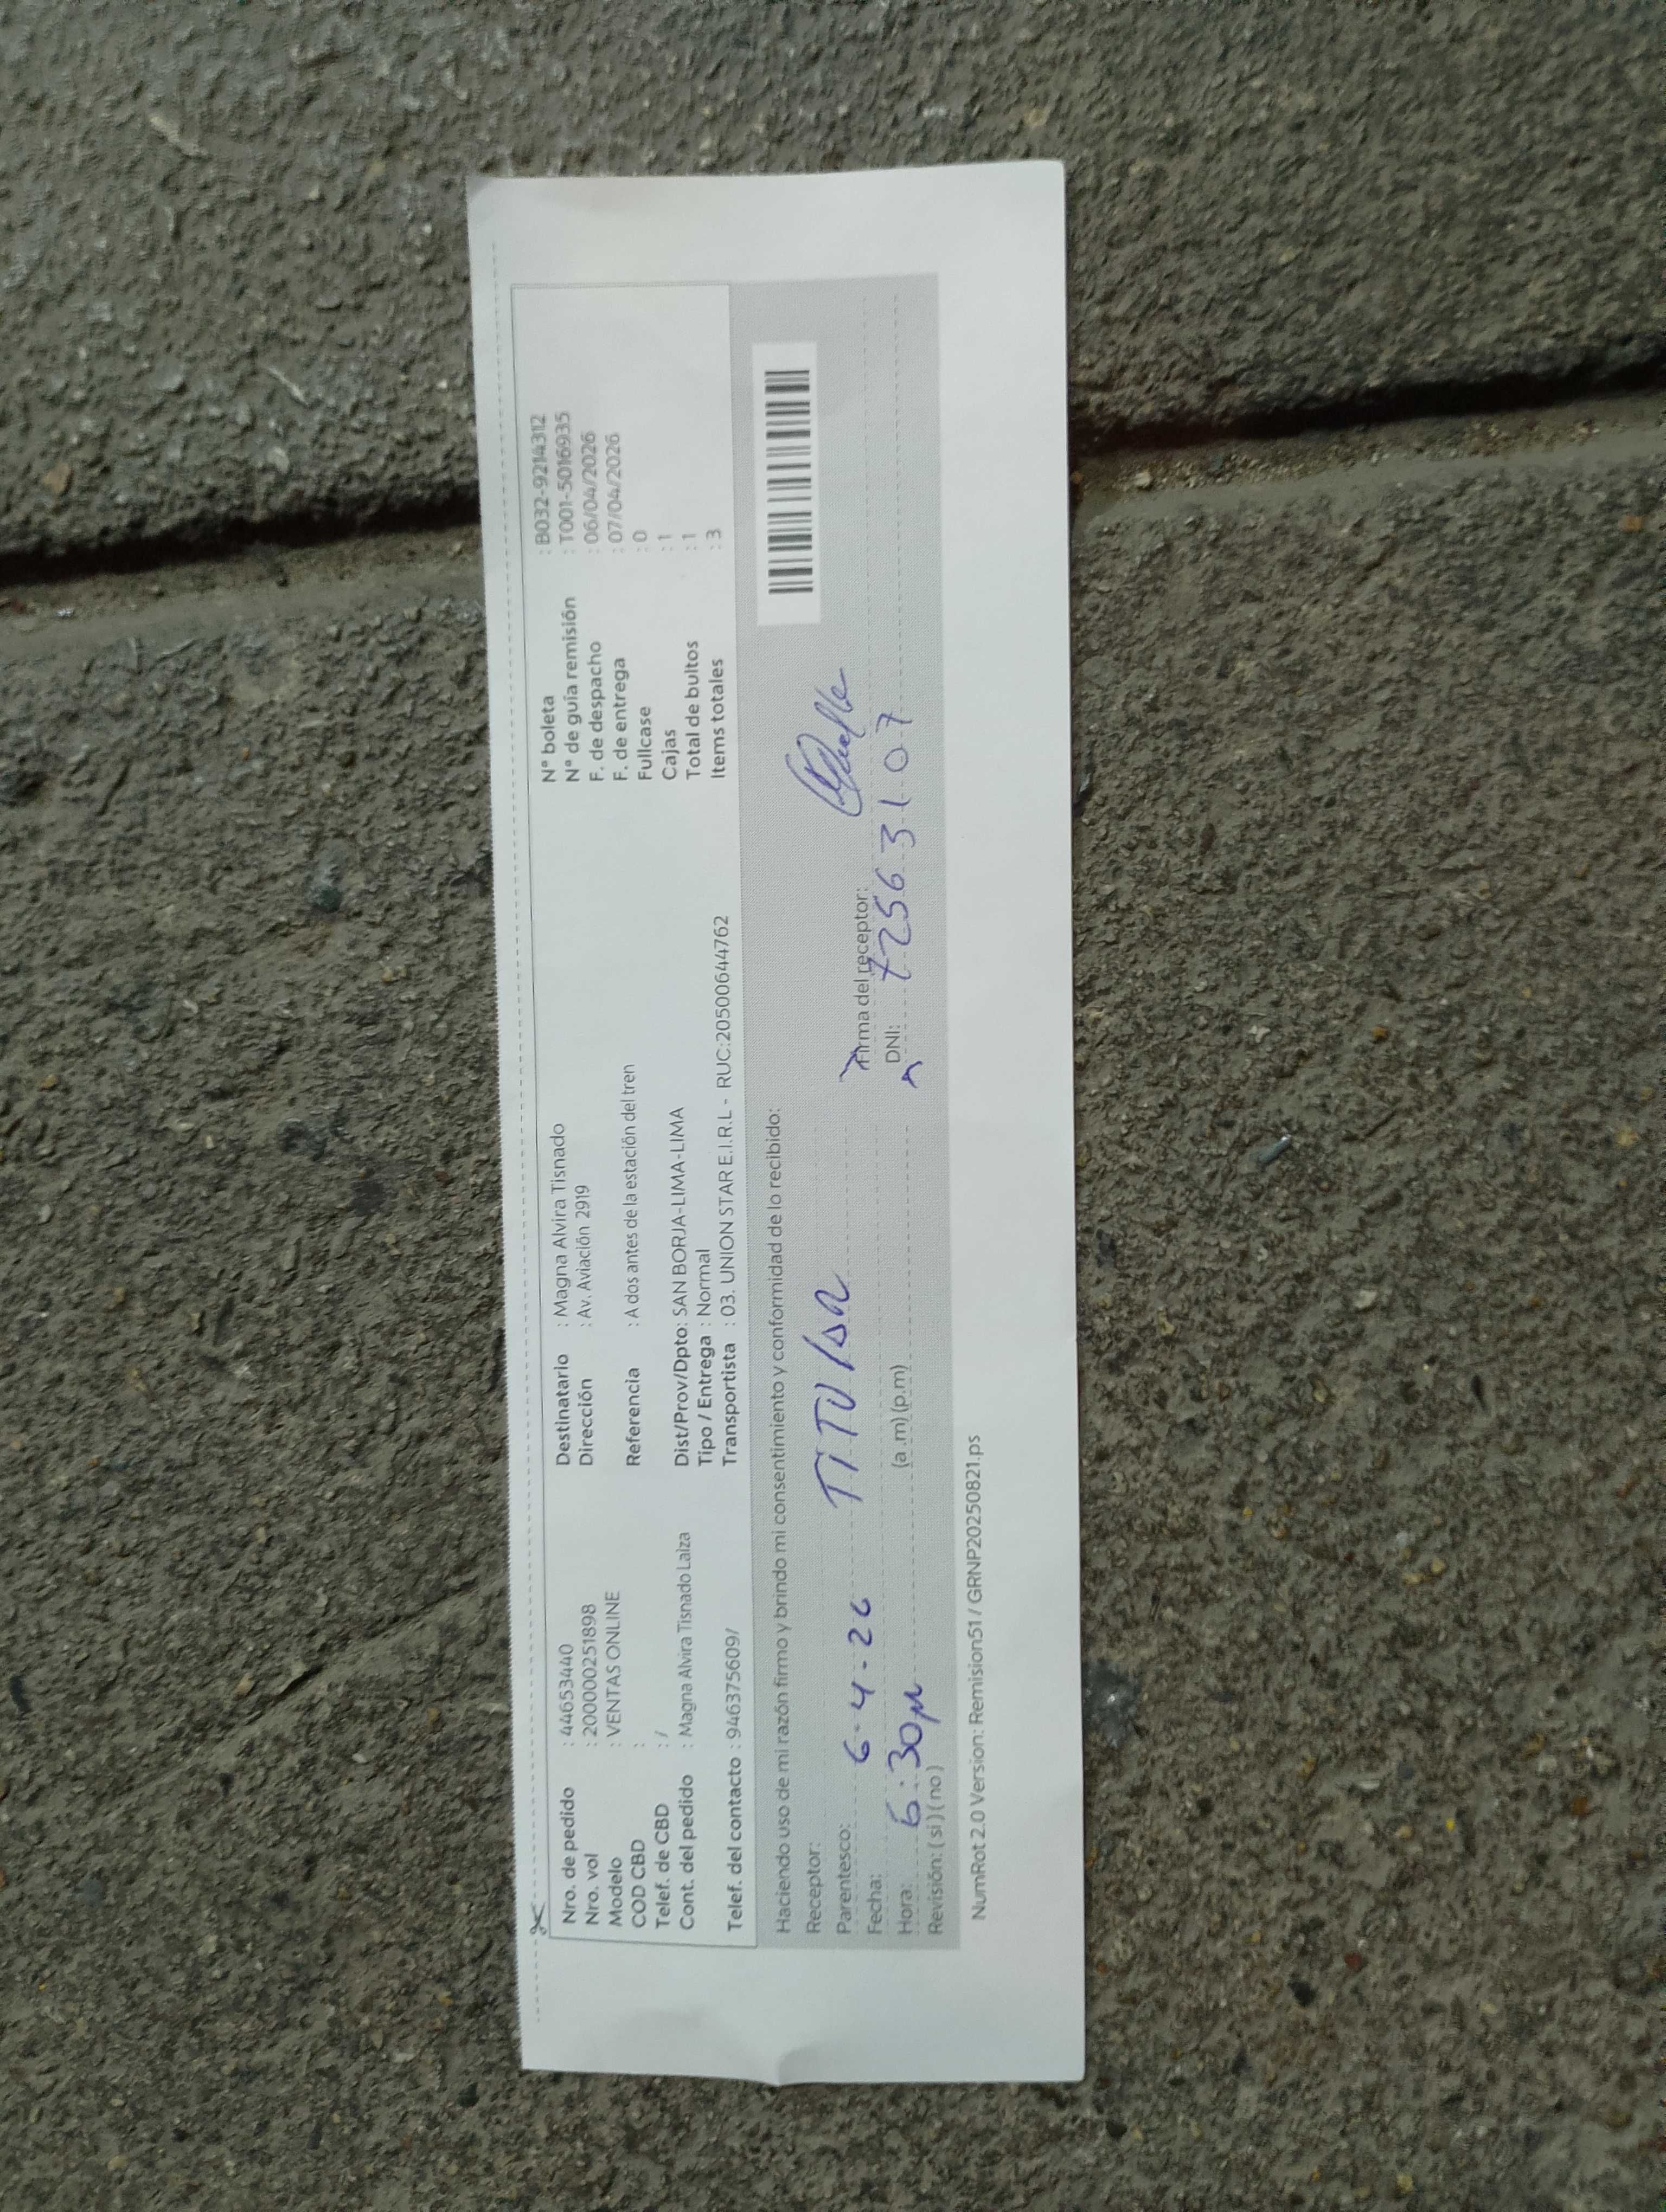 Nro. de pedido : 44653440
Nro. vol : 200000251898
Modelo : VENTAS ONLINE
COD CBD :
Telef. de CBD : /
Cont. del pedido : Magna Alvira Tisnado Laiza
Telef. del contacto : 946375609/
Destinatario : Magna Alvira Tisnado
Dirección : Av. Aviación 2919
Referencia : A dos antes de la estación del tren
Dist/Prov/Dpto: SAN BORJA-LIMA-LIMA
Tipo / Entrega : Normal
Transportista : 03. UNION STAR E.I.R.L - RUC:20500644762
N° boleta : B032-9214312
N° de guía remisión : T001-5016935
F. de despacho : 06/04/2026
F. de entrega : 07/04/2026
Fullcase : 0
Cajas : 1
Total de bultos : 1
Items totales : 3
Haciendo uso de mi razón firmo y brindo mi consentimiento y conformidad de lo recibido:
Receptor:
Parentesco: TITULAR
Fecha: 6-4-26
Hora: 6:30 (a.m) (p.m)
Revisión: ( si ) ( no )
Firma del receptor:
DNI: 72563107
NumRot 2.0 Version: Remision51 / GRNP20250821.ps